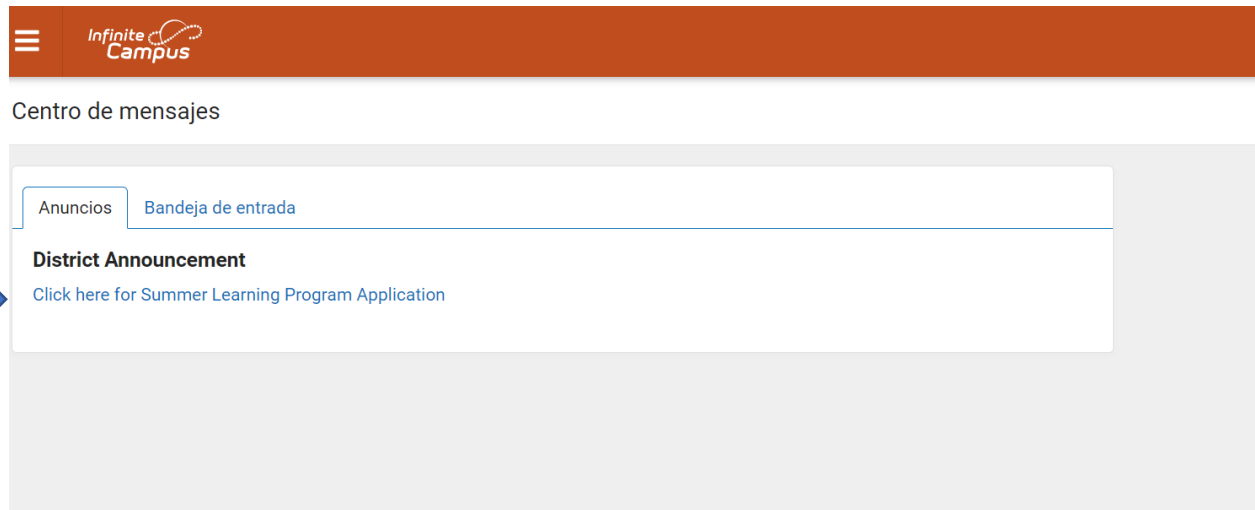 Infinite
Campus
Centro de mensajes
Anuncios Bandeja de entrada
District Announcement
Click here for Summer Learning Program Application